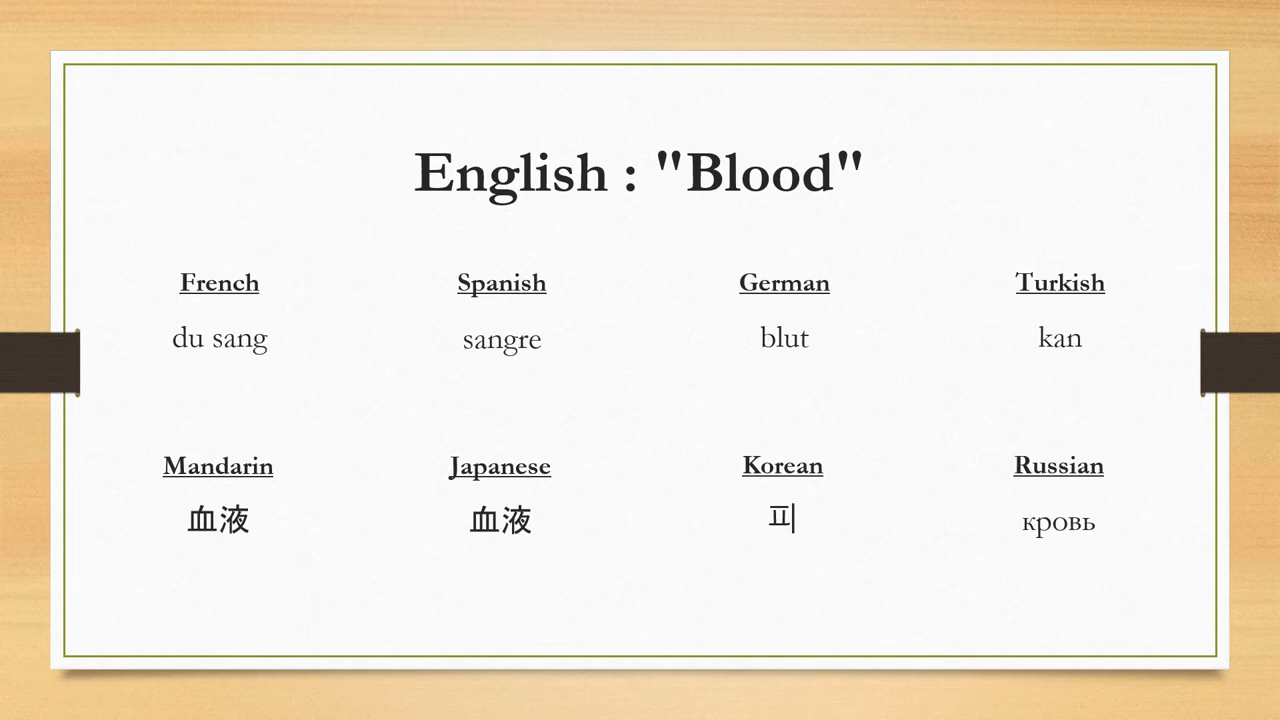 English : "Blood"
French
du sang
Spanish
sangre
German
blut
Turkish
kan
Mandarin
血液
Japanese
血液
Korean
피
Russian
кровь